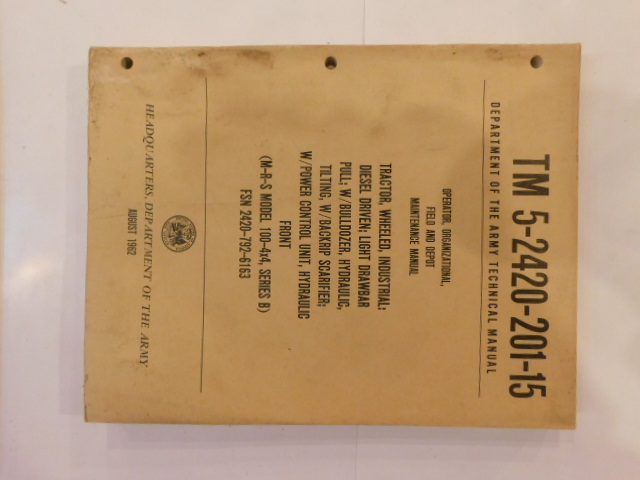 TM 5-2420-201-15
DEPARTMENT OF THE ARMY TECHNICAL MANUAL
OPERATOR, ORGANIZATIONAL,
FIELD AND DEPOT
MAINTENANCE MANUAL
TRACTOR, WHEELED, INDUSTRIAL:
DIESEL DRIVEN; LIGHT DRAWBAR
PULL; W/BULLDOZER, HYDRAULIC,
TILTING, W/BACKRIP SCARIFIER;
W/POWER CONTROL UNIT, HYDRAULIC
FRONT
(M-R-S MODEL 100-4x4, SERIES B)
FSN 2420-792-6163
HEADQUARTERS, DEPARTMENT OF THE ARMY
AUGUST 1962